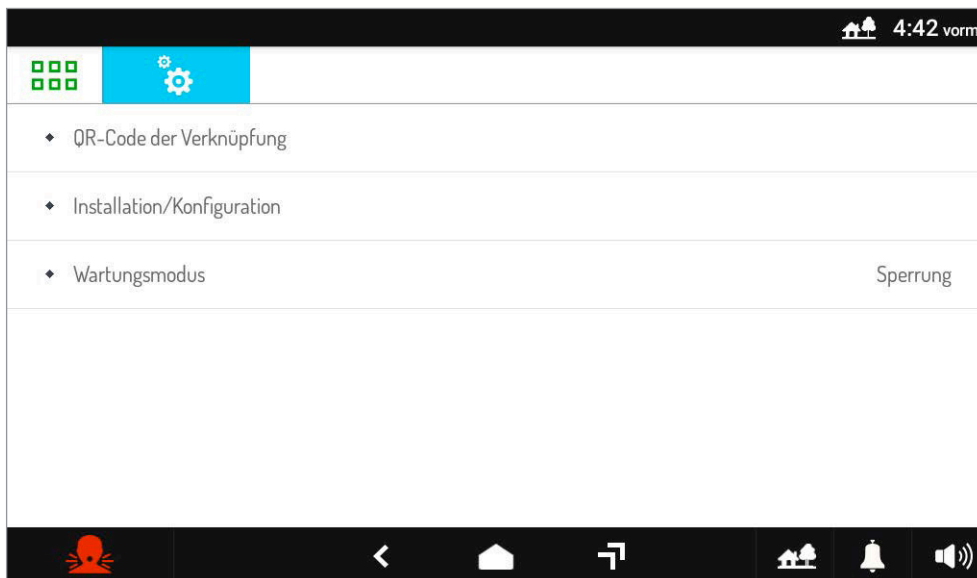 4:42 vorm
QR-Code der Verknüpfung
Installation/Konfiguration
Wartungsmodus Sperrung